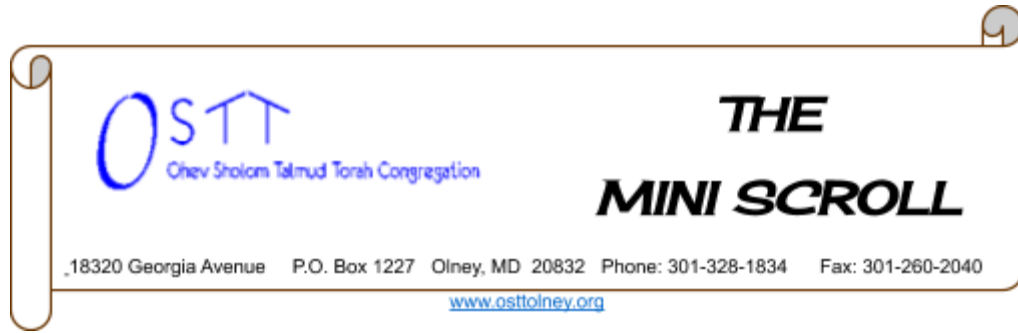 OSTT
Ohev Sholom Talmud Torah Congregation
THE
MINI SCROLL
18320 Georgia Avenue P.O. Box 1227 Olney, MD 20832 Phone: 301-328-1834 Fax: 301-260-2040
www.osttolney.org